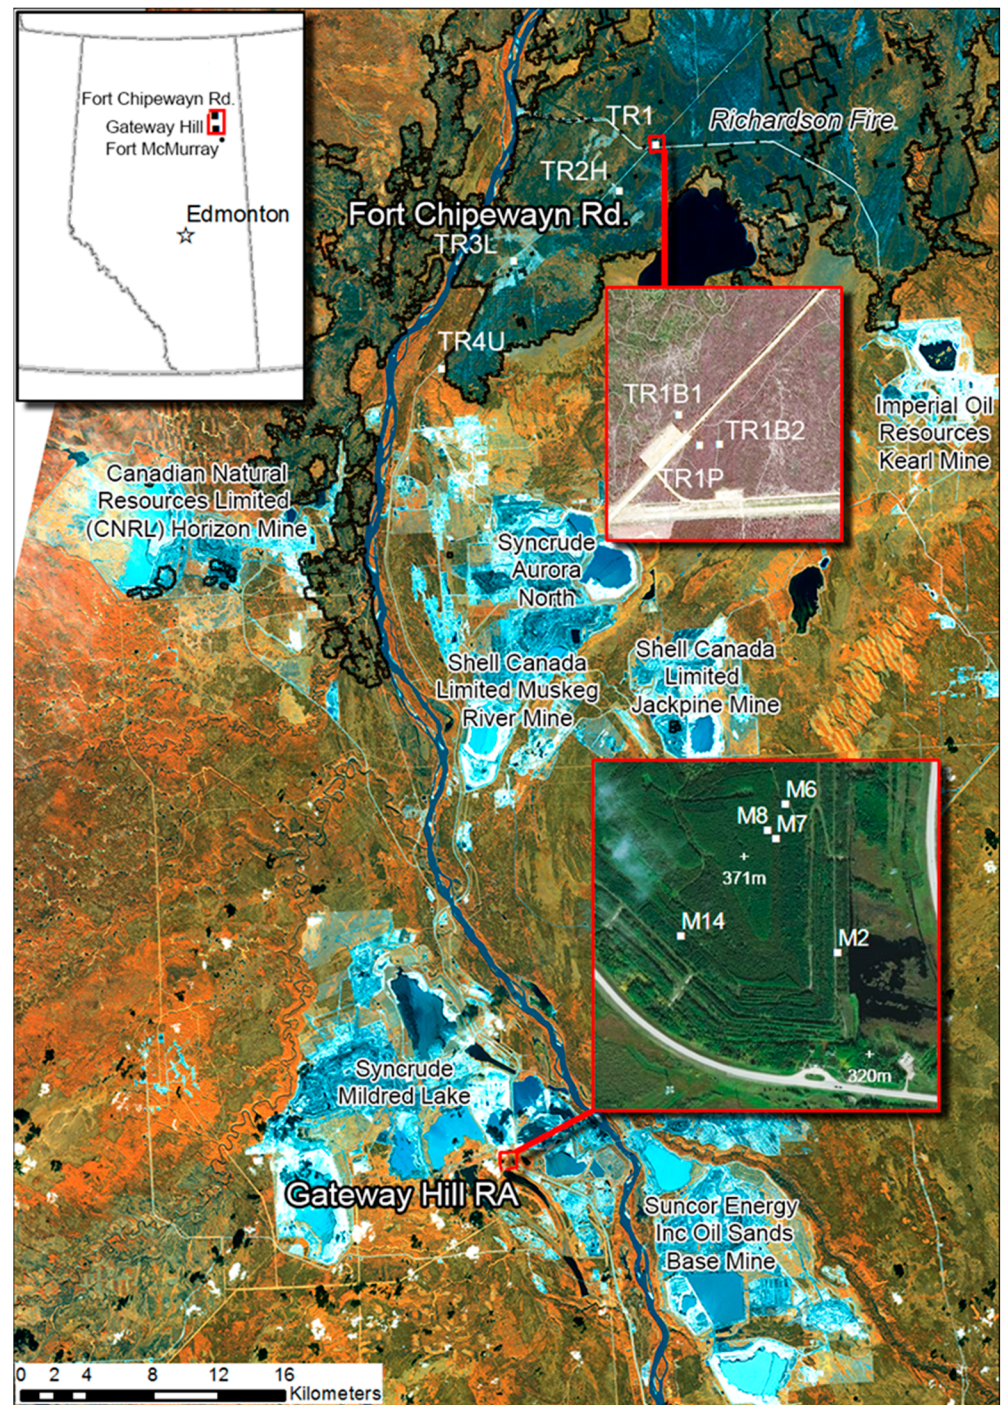 Fort Chipewayn Rd.
Gateway Hill
Fort McMurray
Edmonton
TR1
Richardson Fire
TR2H
Fort Chipewayn Rd.
TR3L
TR4U
TR1B1
TR1B2
TR1P
Imperial Oil
Resources
Kearl Mine
Canadian Natural
Resources Limited
(CNRL) Horizon Mine
Syncrude
Aurora
North
Shell Canada
Limited Muskeg
River Mine
Shell Canada
Limited
Jackpine Mine
M6
M8
M7
371m
M14
M2
320m
Syncrude
Mildred Lake
Gateway Hill RA
Suncor Energy
Inc Oil Sands
Base Mine
0 2 4 8 12 16
Kilometers